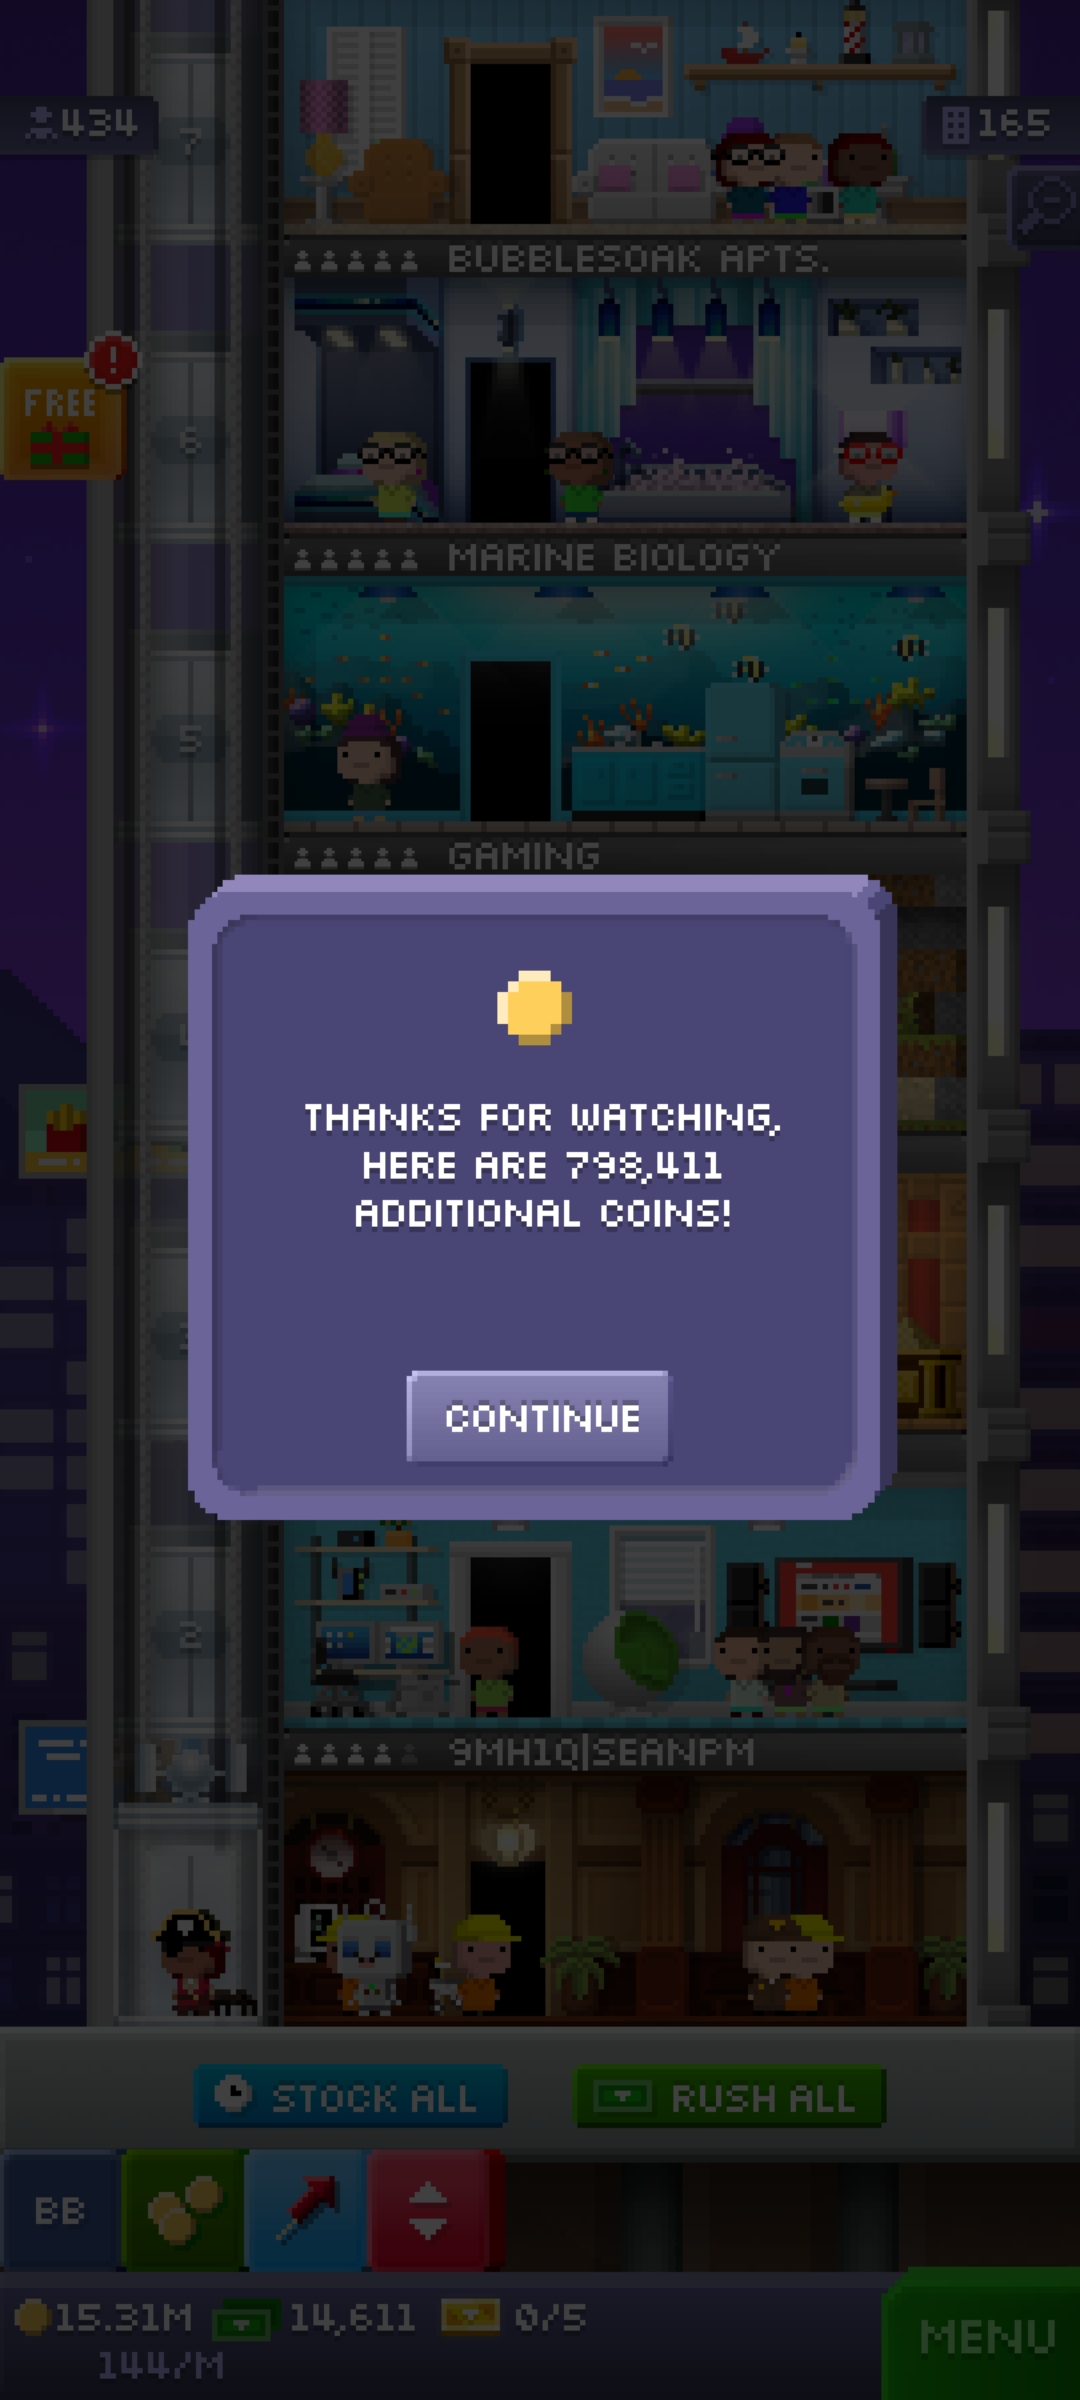 434
165
7
BUBBLESOAK APTS.
FREE
!
6
MARINE BIOLOGY
5
GAMING
THANKS FOR WATCHING,
HERE ARE 798,411
ADDITIONAL COINS!
CONTINUE
2
9MH1Q|SEANPM
STOCK ALL
RUSH ALL
BB
15.31M
14,611
0/5
144/M
MENU